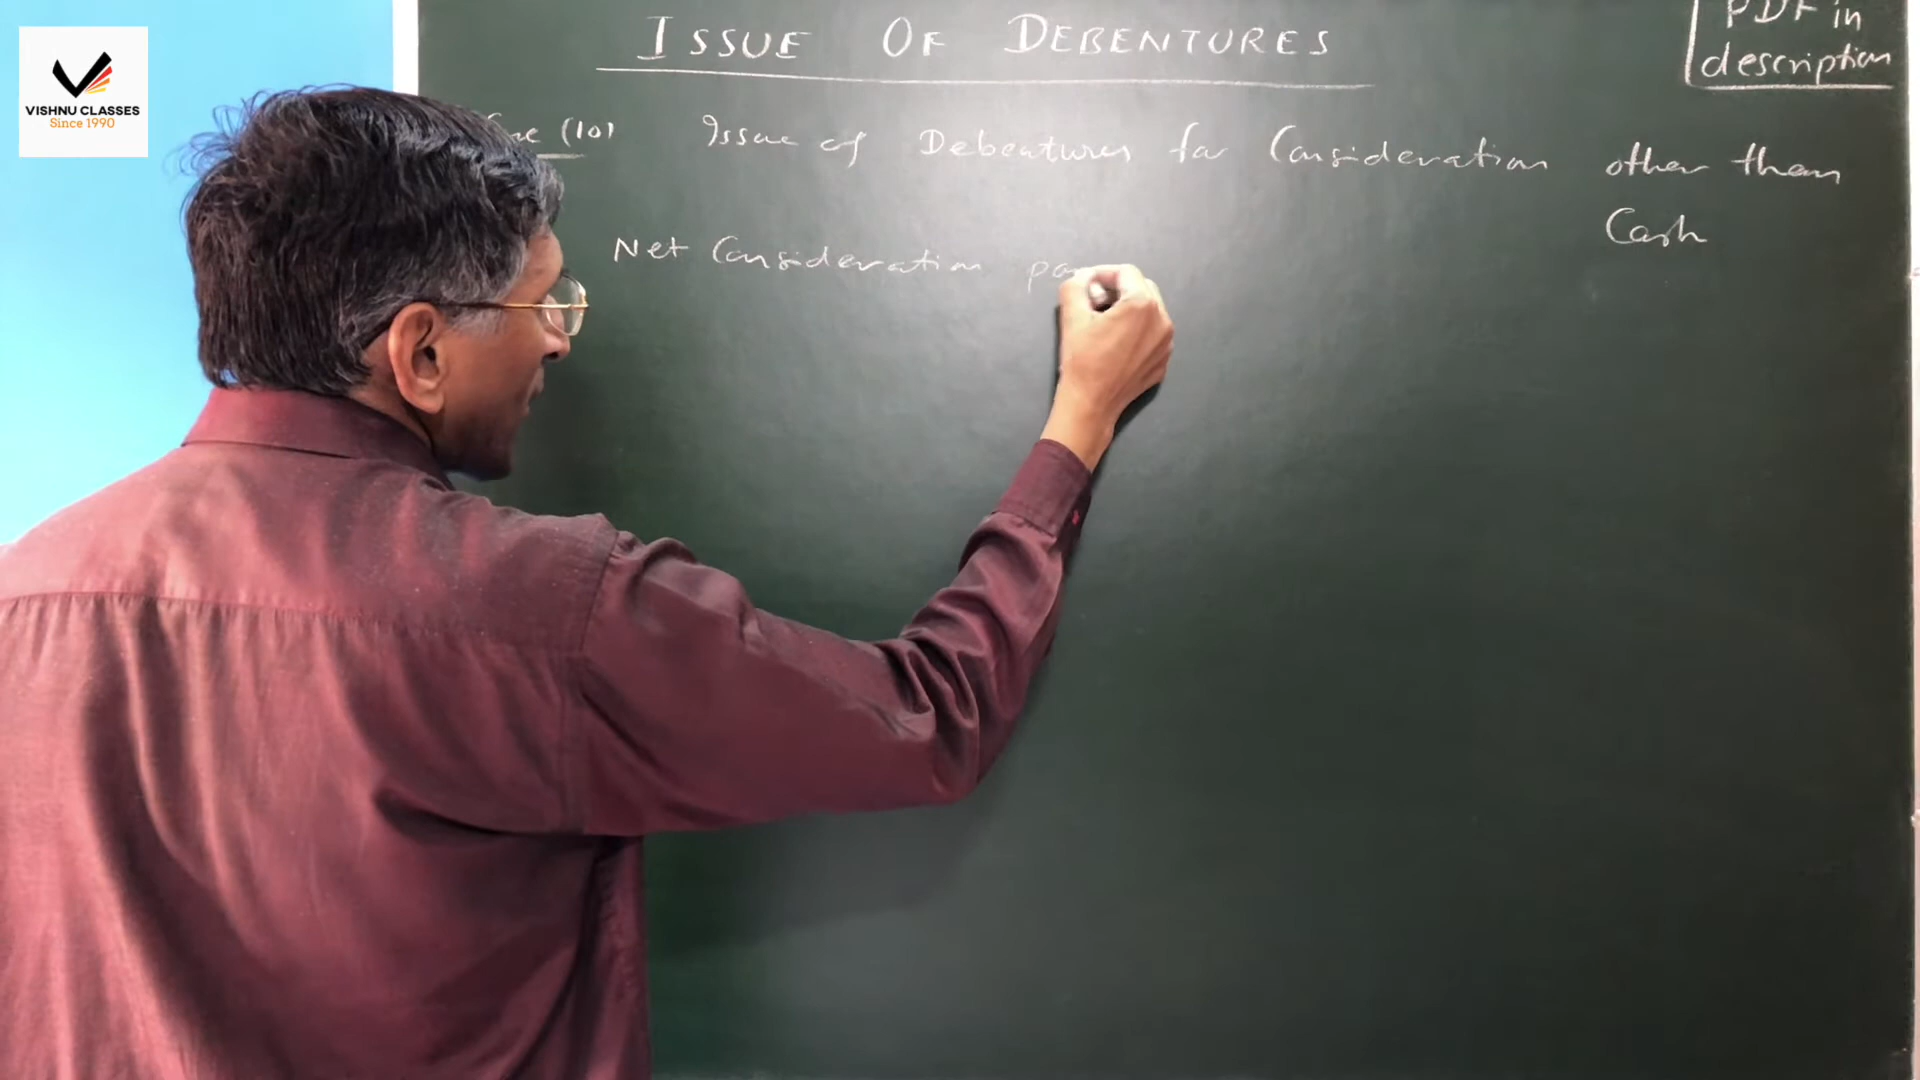 VISHNU CLASSES
Since 1990
ISSUE OF DEBENTURES
PDF in
description
(10) Issue of Debentures for Consideration other than
Cash
Net Consideration pa